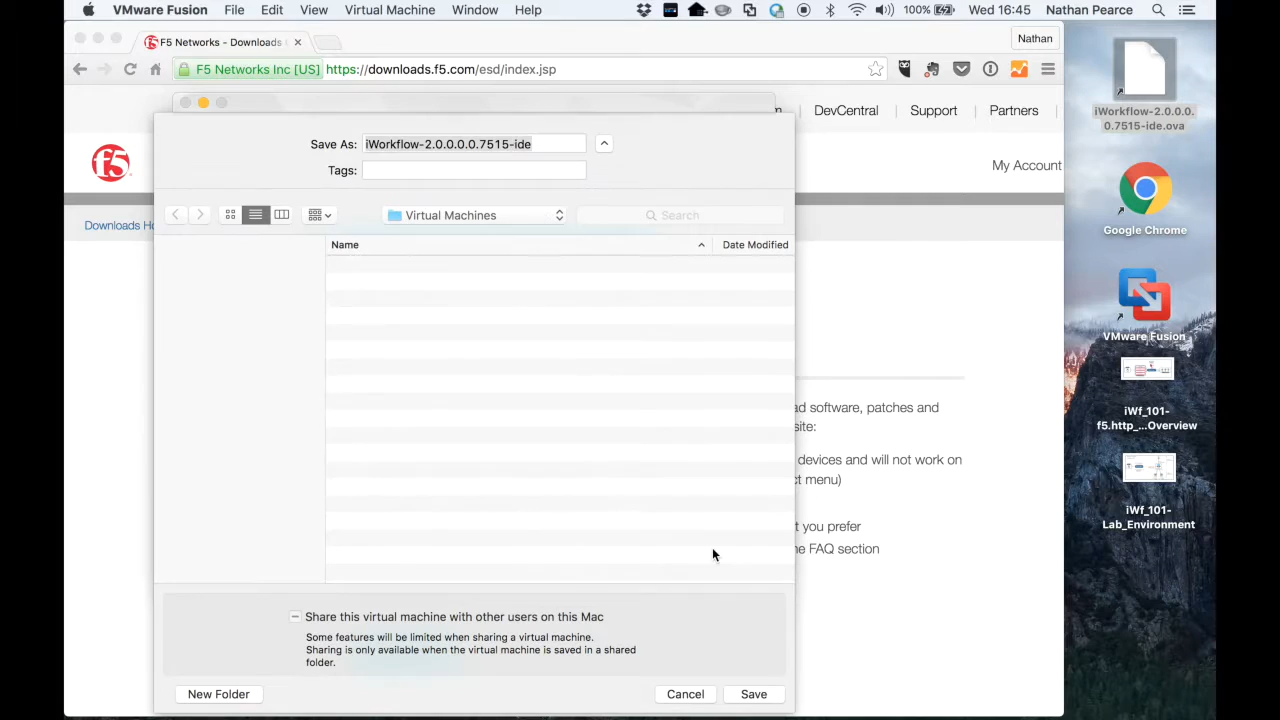 VMware Fusion File Edit View Virtual Machine Window Help 100% Wed 16:45 Nathan Pearce
F5 Networks - Downloads
Nathan
F5 Networks Inc [US] https://downloads.f5.com/esd/index.jsp
DevCentral Support Partners
f5
My Account
Downloads
Save As: iWorkflow-2.0.0.0.0.7515-ide
Tags:
Virtual Machines
Search
Name Date Modified
ad software, patches and
site:
devices and will not work on
ct menu)
t you prefer
e FAQ section
Share this virtual machine with other users on this Mac
Some features will be limited when sharing a virtual machine.
Sharing is only available when the virtual machine is saved in a shared
folder.
New Folder Cancel Save
iWorkflow-2.0.0.0.
0.7515-ide.ova
Google Chrome
VMware Fusion
iWf_101-
f5.http_...Overview
iWf_101-
Lab_Environment